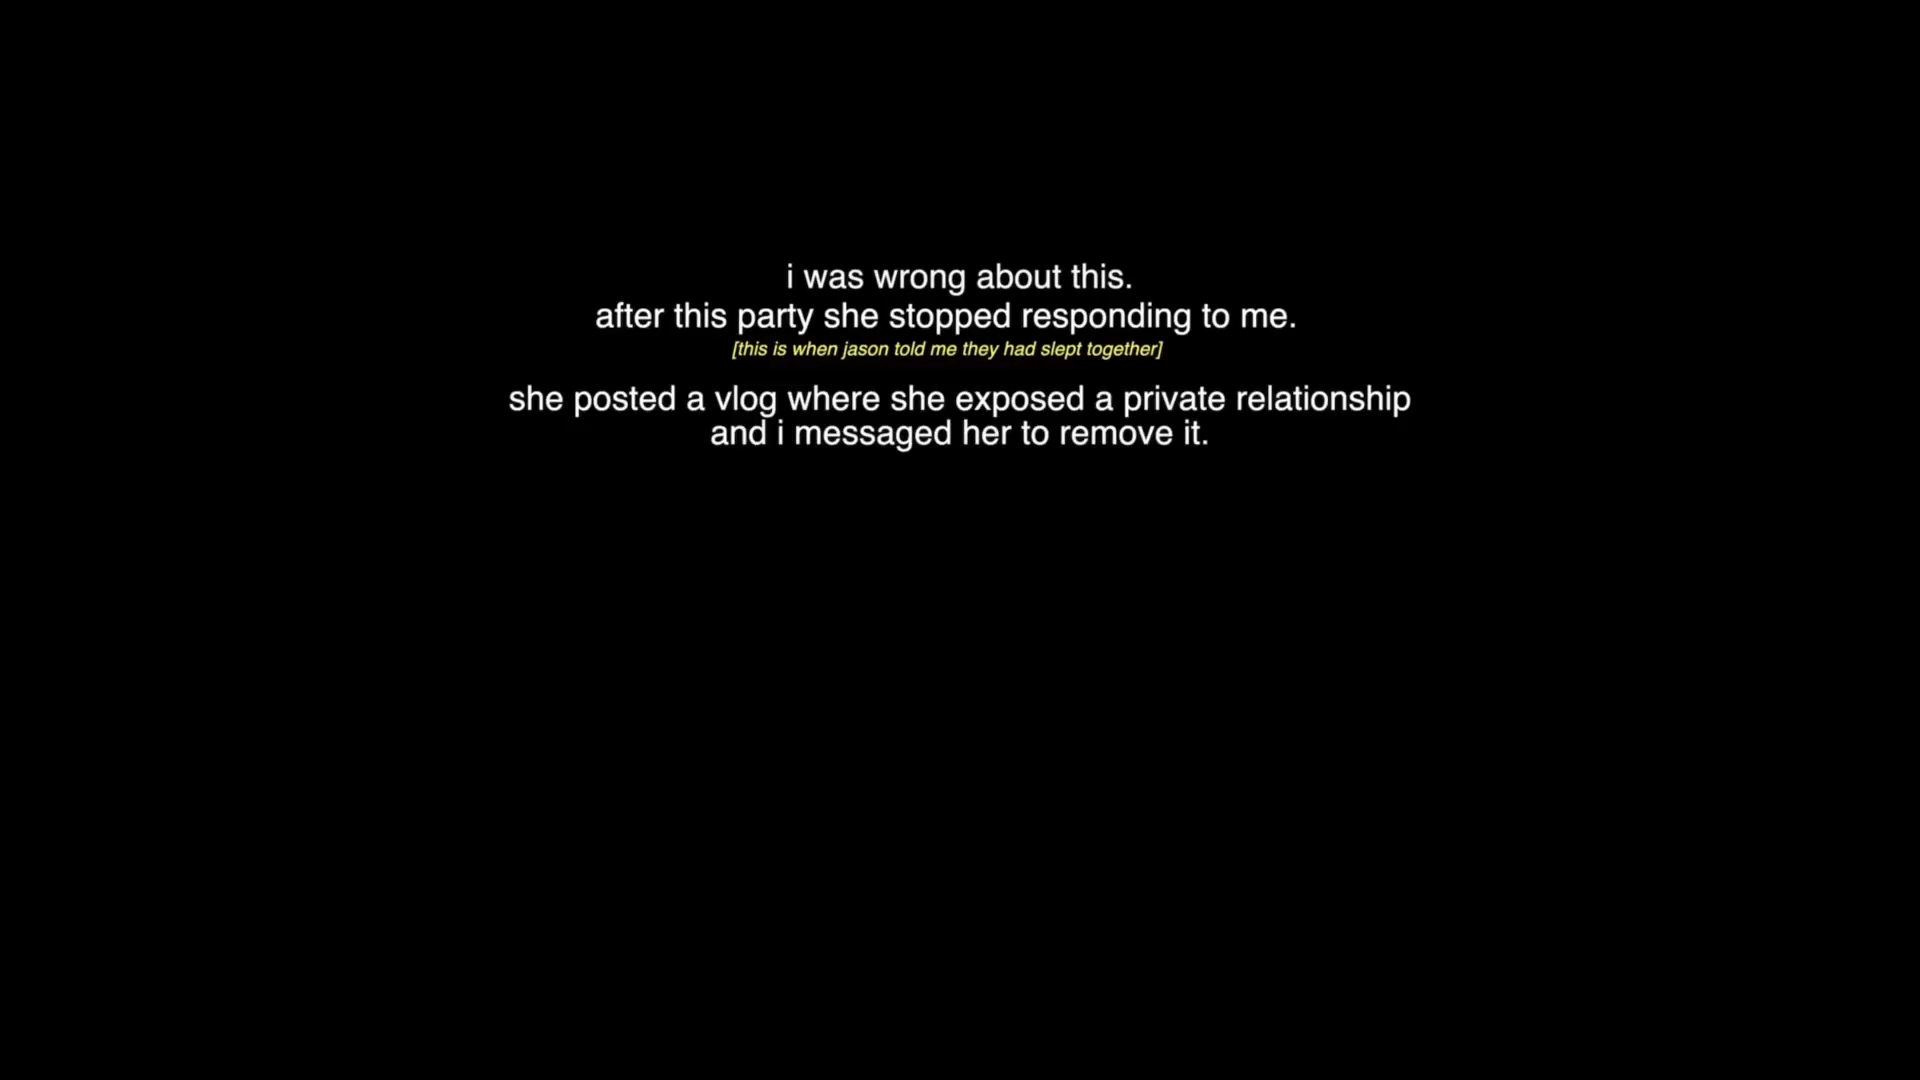 i was wrong about this.
after this party she stopped responding to me.
[this is when jason told me they had slept together]
she posted a vlog where she exposed a private relationship
and i messaged her to remove it.